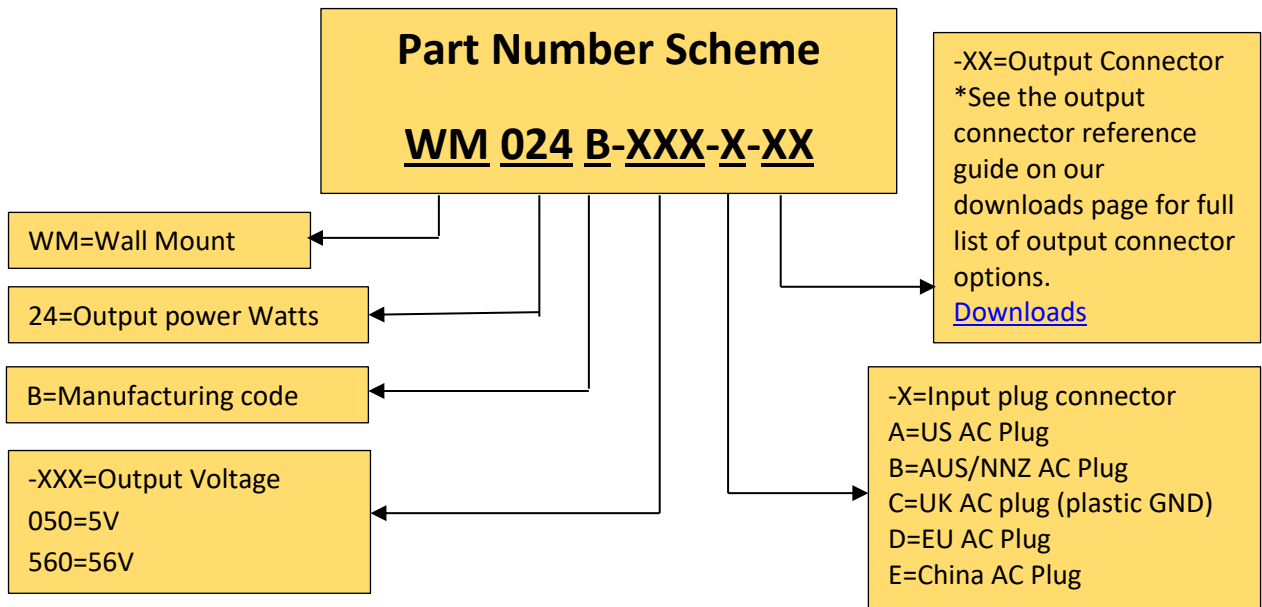 Part Number Scheme
WM 024 B-XXX-X-XX
-XX=Output Connector
*See the output
connector reference
guide on our
downloads page for full
list of output connector
options.
Downloads
WM=Wall Mount
24=Output power Watts
B=Manufacturing code
-XXX=Output Voltage
050=5V
560=56V
-X=Input plug connector
A=US AC Plug
B=AUS/NNZ AC Plug
C=UK AC plug (plastic GND)
D=EU AC Plug
E=China AC Plug